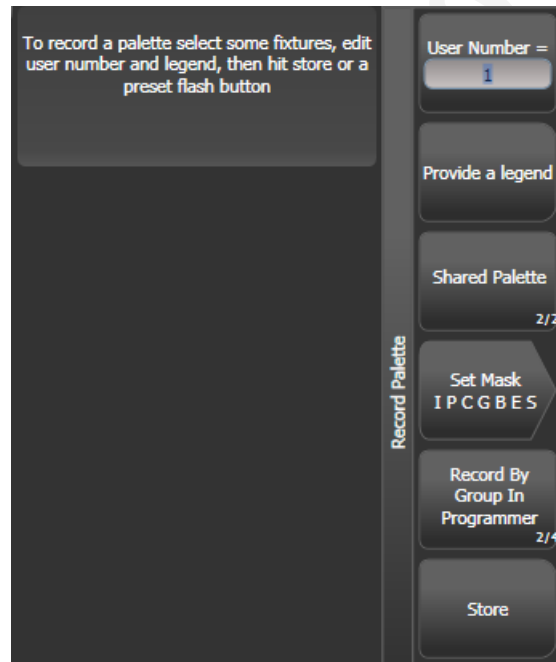 To record a palette select some fixtures, edit
user number and legend, then hit store or a
preset flash button
Record Palette
User Number =
1
Provide a legend
Shared Palette
2/2
Set Mask
I P C G B E S
Record By
Group In
Programmer
2/4
Store